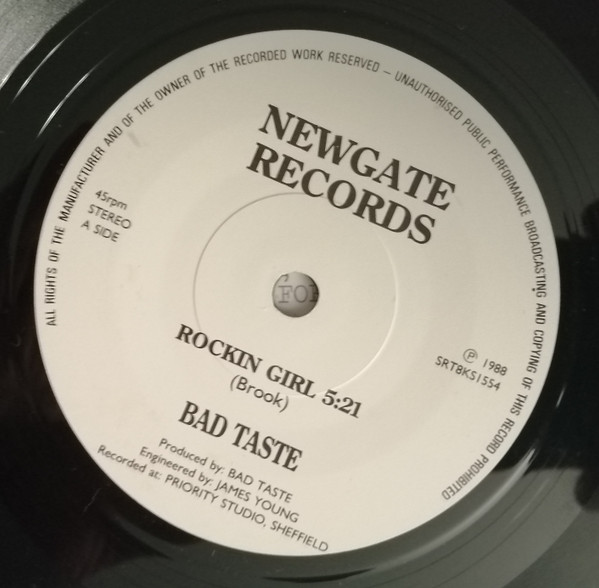 ALL RIGHTS OF THE MANUFACTURER AND OF THE OWNER OF THE RECORDED WORK RESERVED – UNAUTHORISED PUBLIC PERFORMANCE BROADCASTING AND COPYING OF THIS RECORD PROHIBITED
NEWGATE
RECORDS
45rpm
STEREO
A SIDE
FOR
℗ 1988
SRT8KS1554
ROCKIN GIRL 5:21
(Brook)
BAD TASTE
Produced by: BAD TASTE
Engineered by: JAMES YOUNG
Recorded at: PRIORITY STUDIO, SHEFFIELD